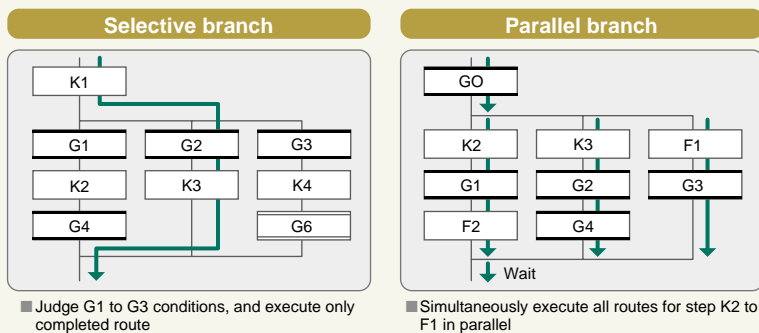 Selective branch
K1
G1 G2 G3
K2 K3 K4
G4 G6
■ Judge G1 to G3 conditions, and execute only
completed route
Parallel branch
GO
K2 K3 F1
G1 G2 G3
F2 G4
Wait
■ Simultaneously execute all routes for step K2 to
F1 in parallel